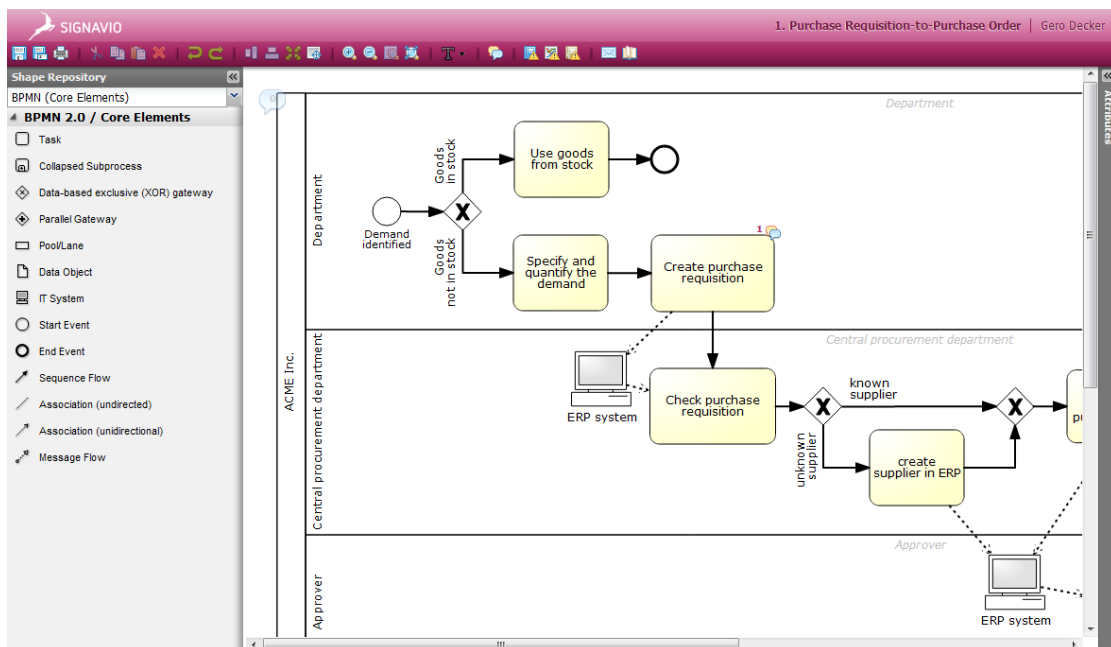 SIGNAVIO
1. Purchase Requisition-to-Purchase Order | Gero Decker
Shape Repository
BPMN (Core Elements)
BPMN 2.0 / Core Elements
Task
Collapsed Subprocess
Data-based exclusive (XOR) gateway
Parallel Gateway
Pool/Lane
Data Object
IT System
Start Event
End Event
Sequence Flow
Association (undirected)
Association (unidirectional)
Message Flow
0
ACME Inc.
Department
Department
Demand
identified
X
Goods
in stock
Use goods
from stock
Goods
not in stock
Specify and
quantify the
demand
1
Create purchase
requisition
Central procurement department
Central procurement department
ERP system
Check purchase
requisition
X
known
supplier
unknown
supplier
create
supplier in ERP
X
Approver
Approver
ERP system
Attributes